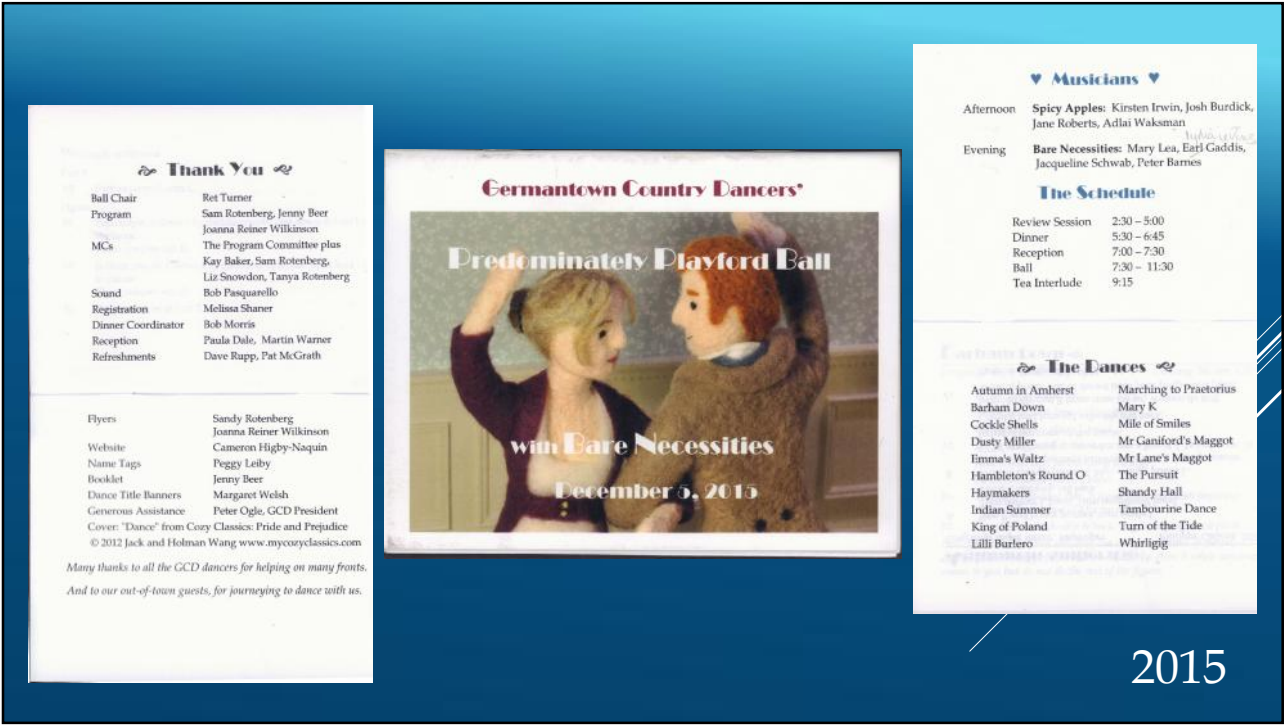 Thank You
Ball Chair Ret Turner
Program Sam Rotenberg, Jenny Beer
Joanna Reiner Wilkinson
MCs The Program Committee plus
Kay Baker, Sam Rotenberg,
Liz Snowdon, Tanya Rotenberg
Sound Bob Pasquarello
Registration Melissa Shaner
Dinner Coordinator Bob Morris
Reception Paula Dale, Martin Warner
Refreshments Dave Rupp, Pat McGrath
Flyers Sandy Rotenberg
Joanna Reiner Wilkinson
Website Cameron Higby-Naquin
Name Tags Peggy Leiby
Booklet Jenny Beer
Dance Title Banners Margaret Welsh
Generous Assistance Peter Ogle, GCD President
Cover: "Dance" from Cozy Classics: Pride and Prejudice
© 2012 Jack and Holman Wang www.mycozyclassics.com
Many thanks to all the GCD dancers for helping on many fronts.
And to our out-of-town guests, for journeying to dance with us.
Germantown Country Dancers'
Predominately Playford Ball
with Bare Necessities
December 5, 2015
♥ Musicians ♥
Afternoon Spicy Apples: Kirsten Irwin, Josh Burdick,
Jane Roberts, Adlai Waksman
Evening Bare Necessities: Mary Lea, Earl Gaddis,
Jacqueline Schwab, Peter Barnes
The Schedule
Review Session 2:30 – 5:00
Dinner 5:30 – 6:45
Reception 7:00 – 7:30
Ball 7:30 – 11:30
Tea Interlude 9:15
The Dances
Autumn in Amherst Marching to Praetorius
Barham Down Mary K
Cockle Shells Mile of Smiles
Dusty Miller Mr Ganiford's Maggot
Emma's Waltz Mr Lane's Maggot
Hambleton's Round O The Pursuit
Haymakers Shandy Hall
Indian Summer Tambourine Dance
King of Poland Turn of the Tide
Lilli Burlero Whirligig
2015